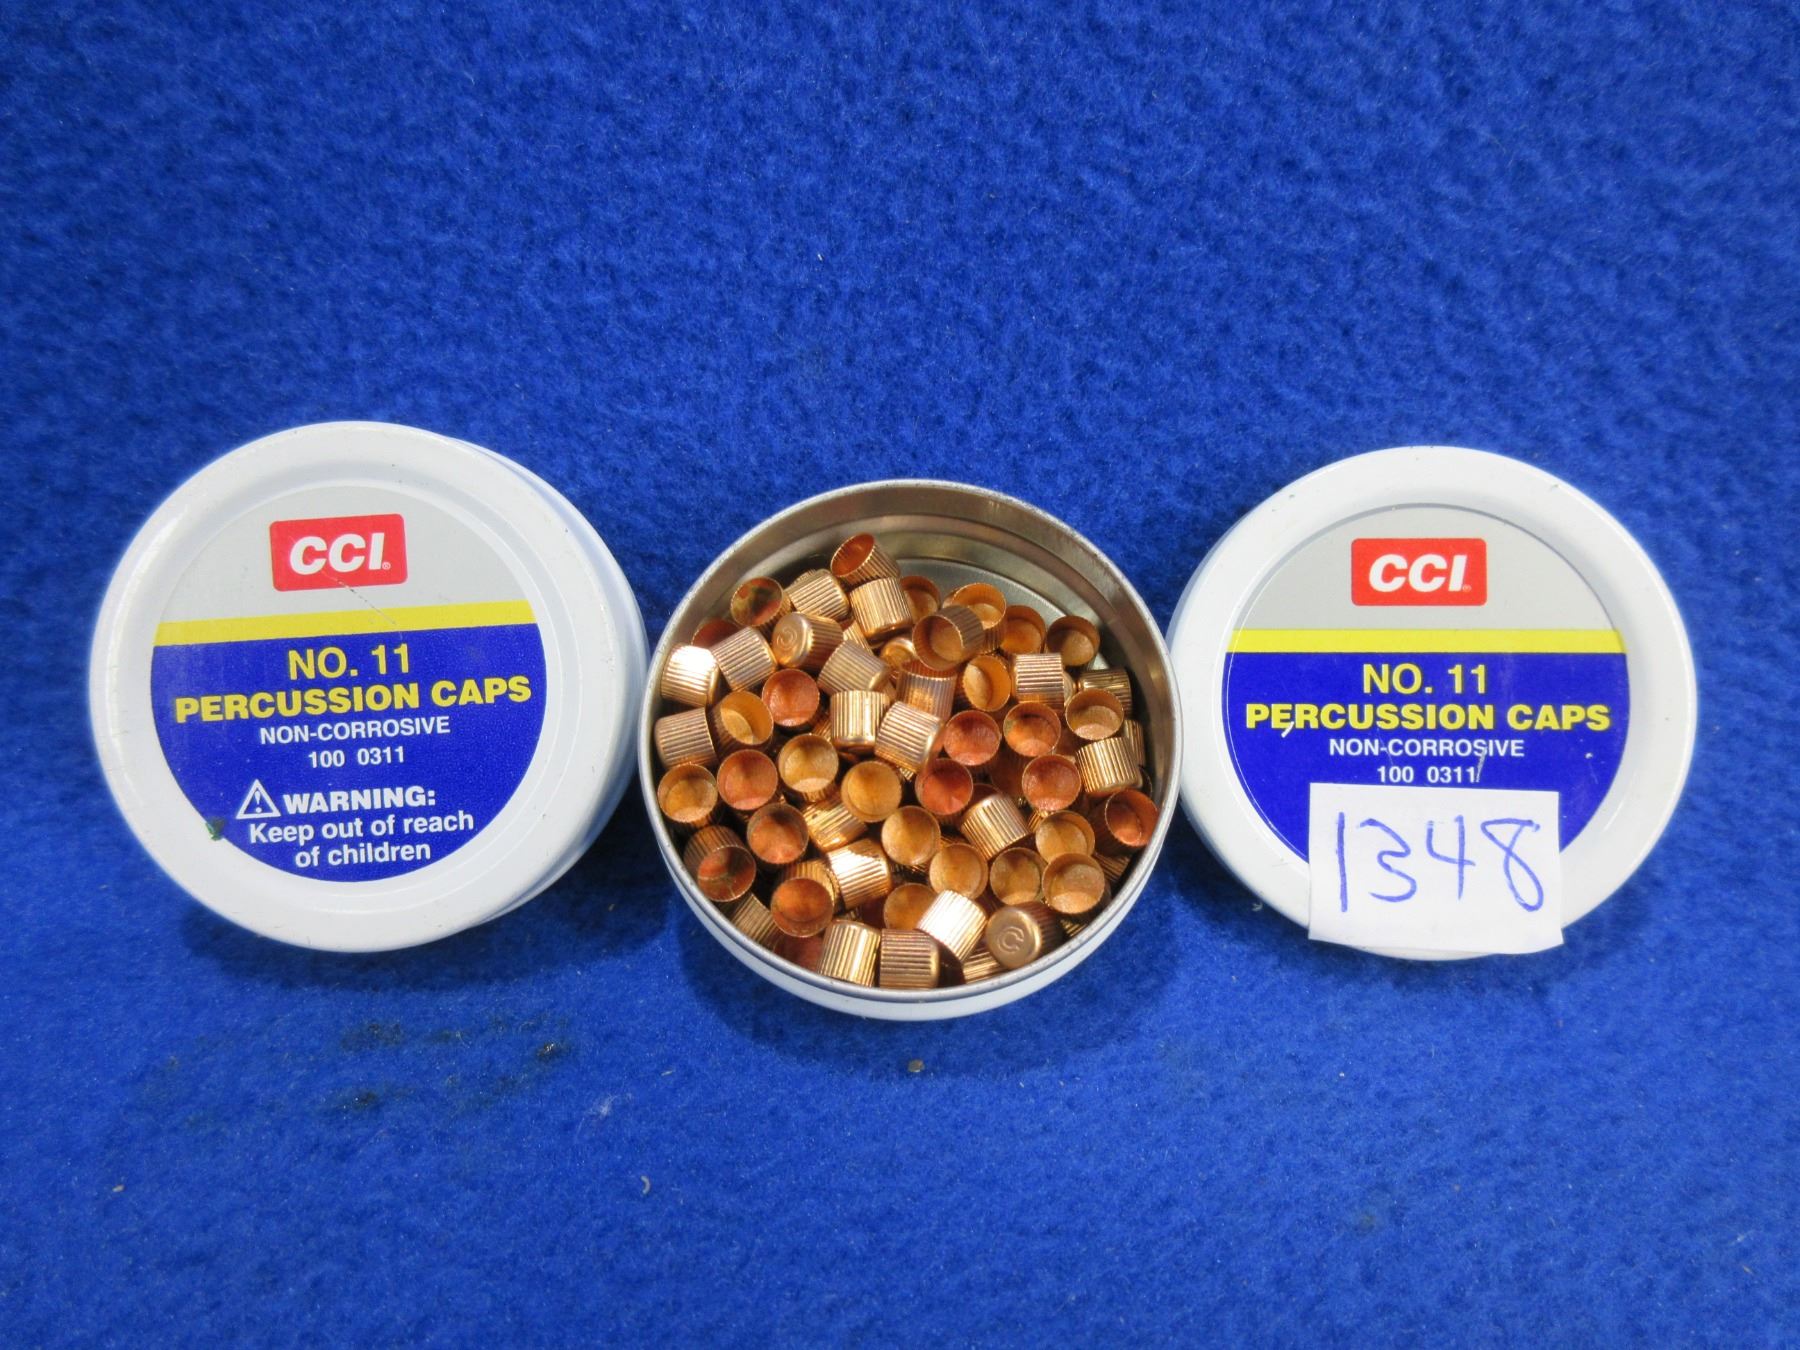 CCI®
NO. 11
PERCUSSION CAPS
NON-CORROSIVE
100 0311
⚠ WARNING:
Keep out of reach
of children
CCI®
NO. 11
PERCUSSION CAPS
NON-CORROSIVE
100 0311
1348